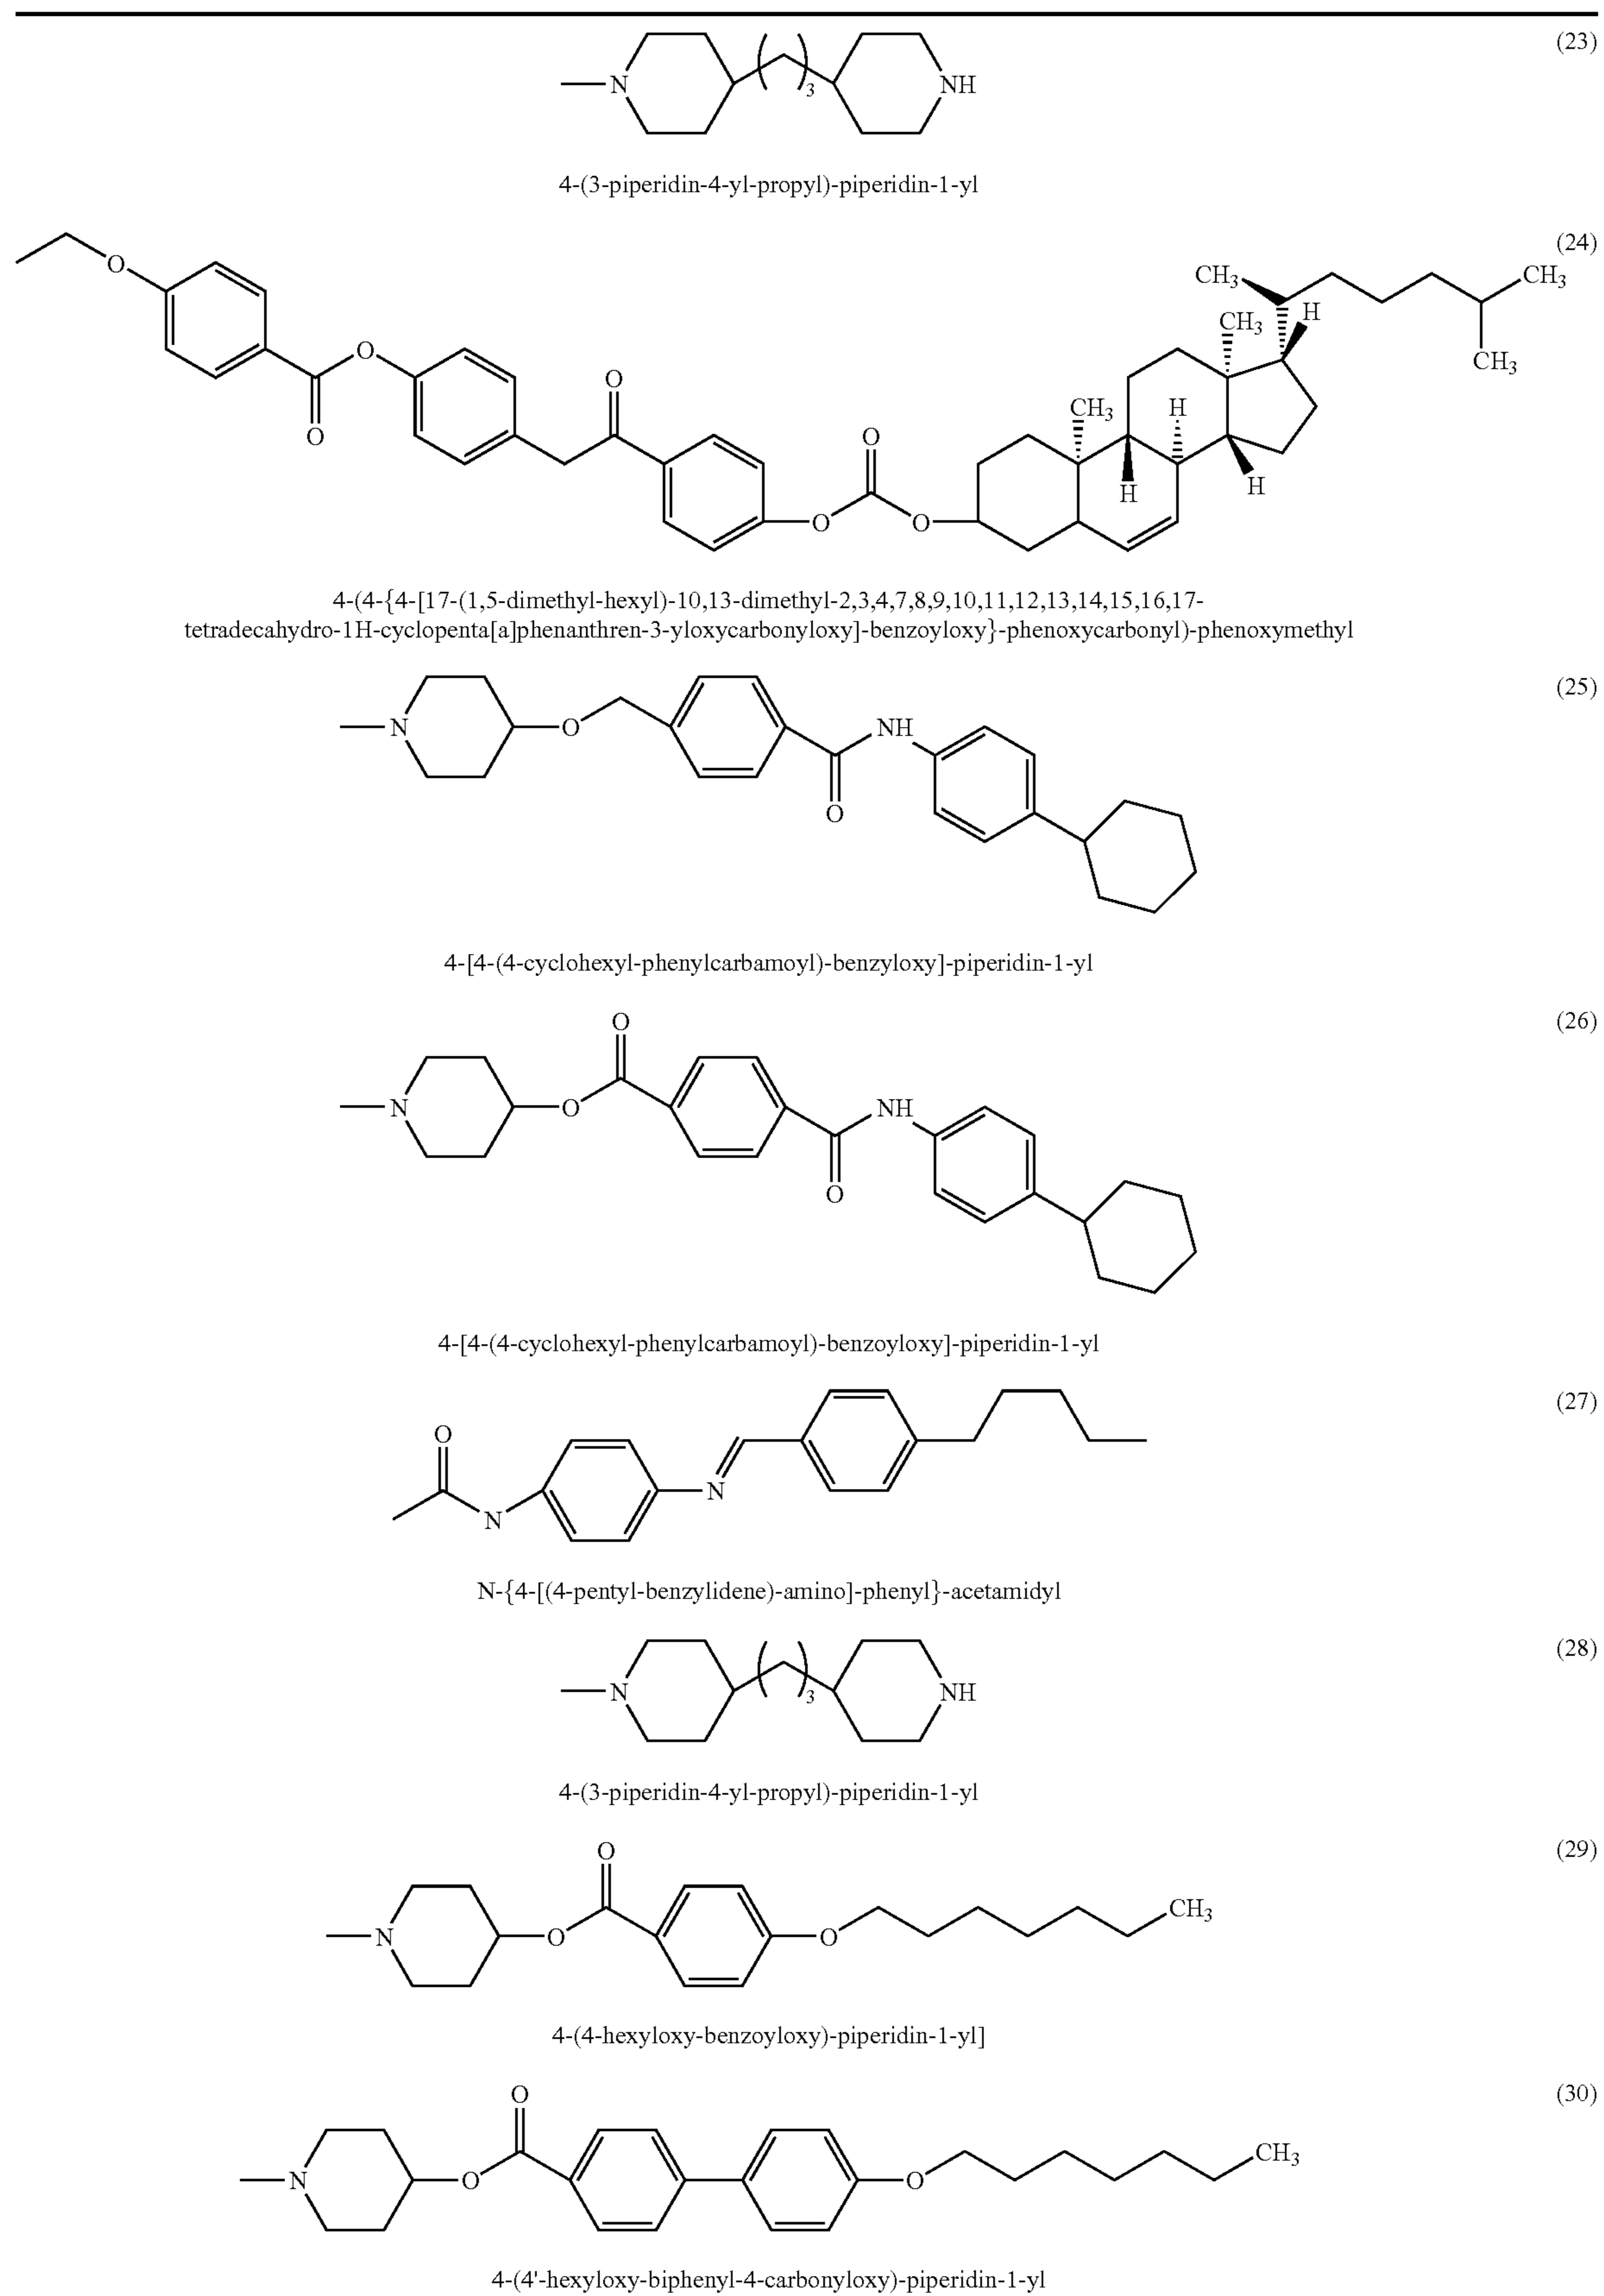 (23)
N
3
NH
4-(3-piperidin-4-yl-propyl)-piperidin-1-yl
(24)
O
O
O
O
O
O
O
CH3
CH3
H
H
H
CH3
H
CH3
CH3
4-(4-{4-[17-(1,5-dimethyl-hexyl)-10,13-dimethyl-2,3,4,7,8,9,10,11,12,13,14,15,16,17-
tetradecahydro-1H-cyclopenta[a]phenanthren-3-yloxycarbonyloxy]-benzoyloxy}-phenoxycarbonyl)-phenoxymethyl
(25)
N
O
O
NH
4-[4-(4-cyclohexyl-phenylcarbamoyl)-benzyloxy]-piperidin-1-yl
(26)
N
O
O
O
NH
4-[4-(4-cyclohexyl-phenylcarbamoyl)-benzoyloxy]-piperidin-1-yl
(27)
O
N
N
N-{4-[(4-pentyl-benzylidene)-amino]-phenyl}-acetamidyl
(28)
N
3
NH
4-(3-piperidin-4-yl-propyl)-piperidin-1-yl
(29)
N
O
O
O
CH3
4-(4-hexyloxy-benzoyloxy)-piperidin-1-yl]
(30)
N
O
O
O
CH3
4-(4'-hexyloxy-biphenyl-4-carbonyloxy)-piperidin-1-yl